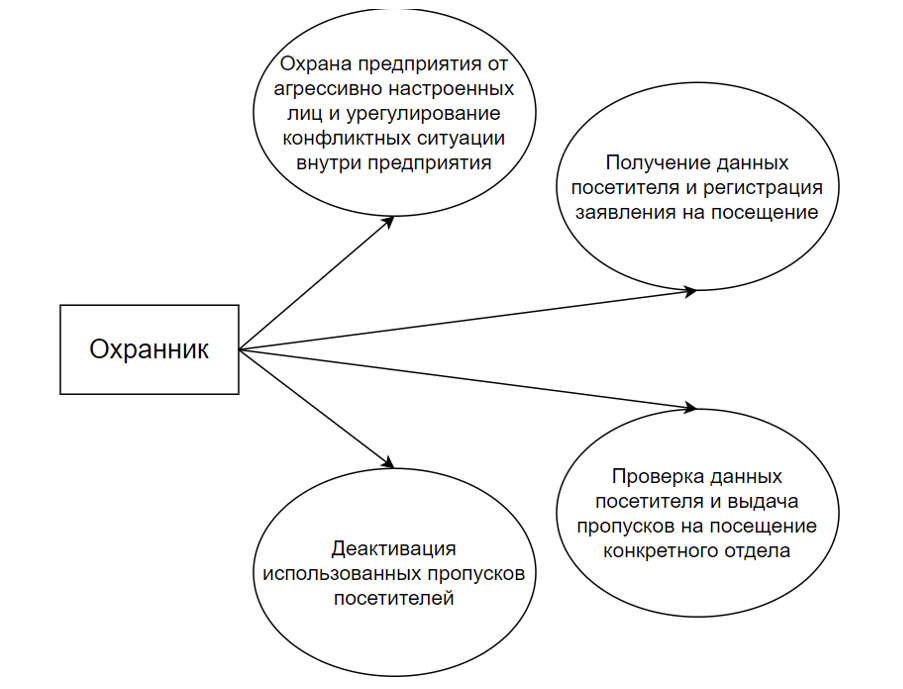 Охрана предприятия от
агрессивно настроенных
лиц и урегулирование
конфликтных ситуации
внутри предприятия
Получение данных
посетителя и регистрация
заявления на посещение
Охранник
Проверка данных
посетителя и выдача
пропусков на посещение
конкретного отдела
Деактивация
использованных пропусков
посетителей